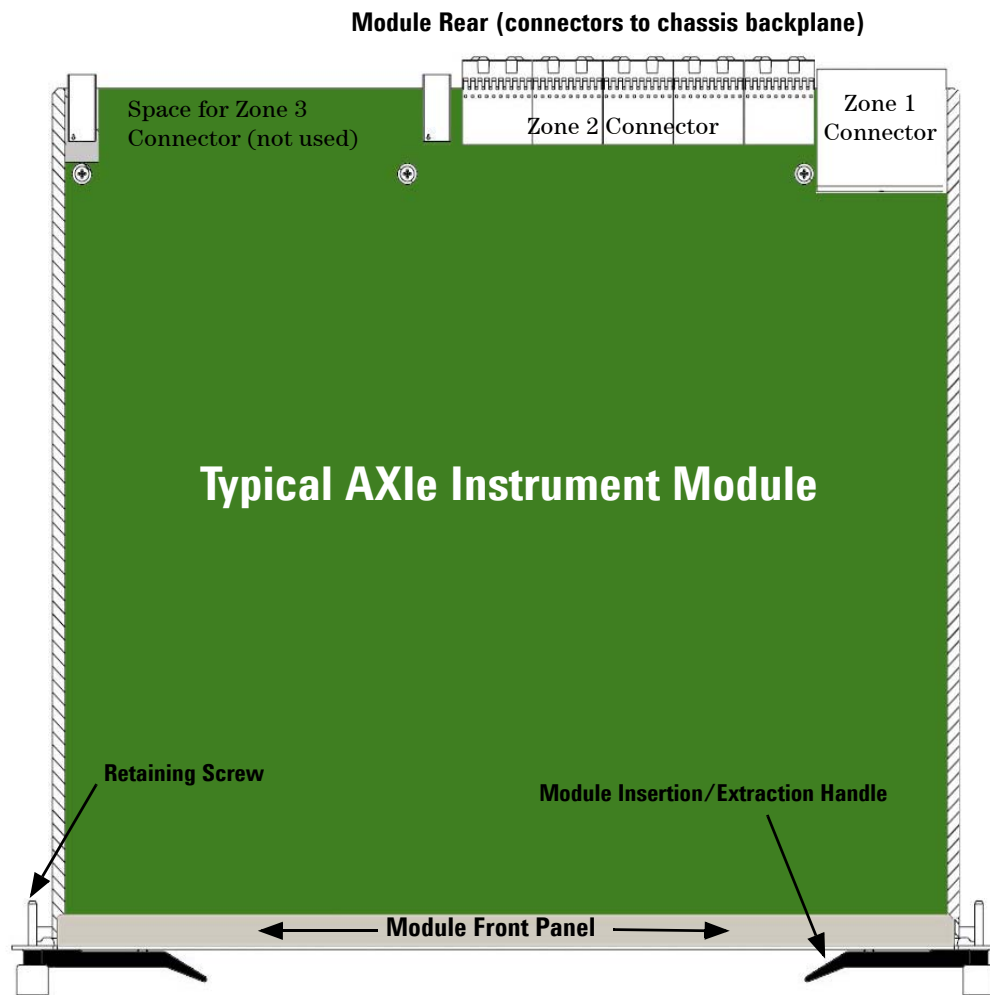 Module Rear (connectors to chassis backplane)
Space for Zone 3
Connector (not used)
Zone 2 Connector
Zone 1
Connector
Typical AXIe Instrument Module
Retaining Screw
Module Insertion/Extraction Handle
Module Front Panel